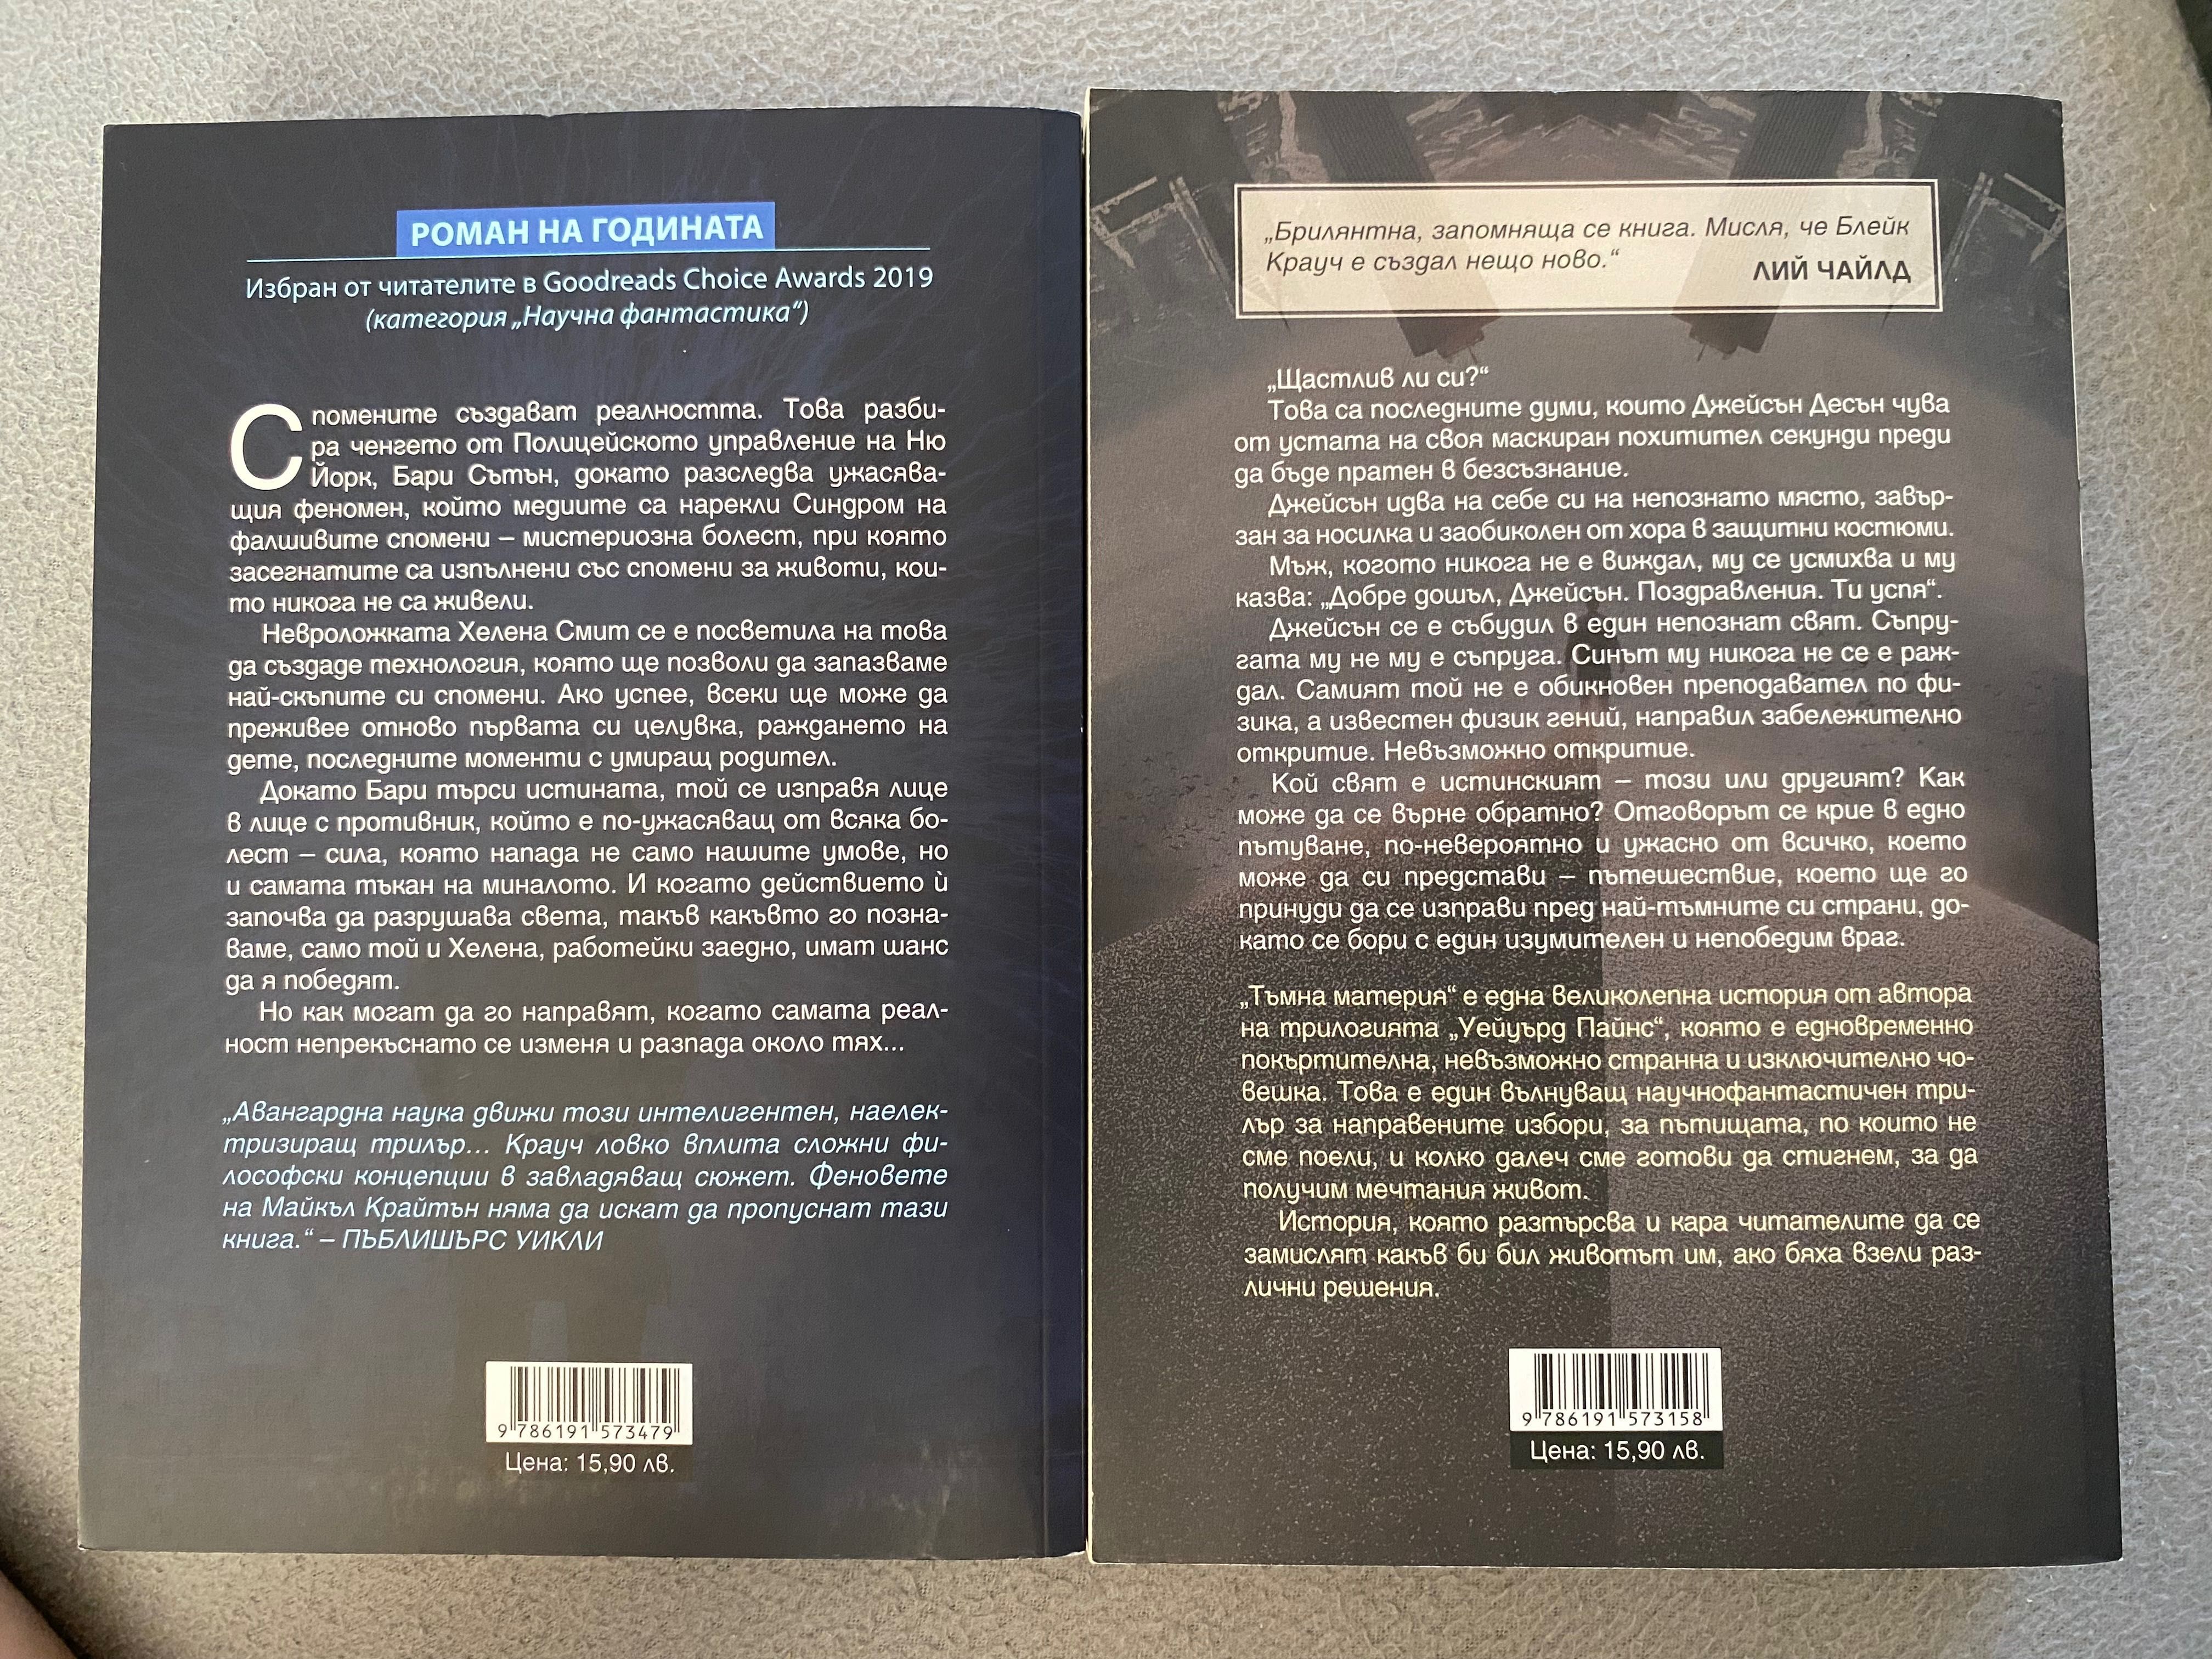 РОМАН НА ГОДИНАТА
Избран от читателите в Goodreads Choice Awards 2019
(категория „Научна фантастика“)
Спомените създават реалността. Това разби-
ра ченгето от Полицейското управление на Ню
Йорк, Бари Сътън, докато разследва ужасява-
щия феномен, който медиите са нарекли Синдром на
фалшивите спомени – мистериозна болест, при която
засегнатите са изпълнени със спомени за животи, кои-
то никога не са живели.
Невроложката Хелена Смит се е посветила на това
да създаде технология, която ще позволи да запазваме
най-скъпите си спомени. Ако успее, всеки ще може да
преживее отново първата си целувка, раждането на
дете, последните моменти с умиращ родител.
Докато Бари търси истината, той се изправя лице
в лице с противник, който е по-ужасяващ от всяка бо-
лест – сила, която напада не само нашите умове, но
и самата тъкан на миналото. И когато действието ѝ
започва да разрушава света, такъв какъвто го позна-
ваме, само той и Хелена, работейки заедно, имат шанс
да я победят.
Но как могат да го направят, когато самата реал-
ност непрекъснато се изменя и разпада около тях...
„Авангардна наука движи този интелигентен, наелек-
тризиращ трилър... Крауч ловко вплита сложни фи-
лософски концепции в завладяващ сюжет. Феновете
на Майкъл Крайтън няма да искат да пропуснат тази
книга.“ – ПЪБЛИШЪРС УИКЛИ
9 786191 573479
Цена: 15,90 лв.
„Брилянтна, запомняща се книга. Мисля, че Блейк
Крауч е създал нещо ново.“
ЛИЙ ЧАЙЛД
„Щастлив ли си?“
Това са последните думи, които Джейсън Десън чува
от устата на своя маскиран похитител секунди преди
да бъде пратен в безсъзнание.
Джейсън идва на себе си на непознато място, завър-
зан за носилка и заобиколен от хора в защитни костюми.
Мъж, когото никога не е виждал, му се усмихва и му
казва: „Добре дошъл, Джейсън. Поздравления. Ти успя“.
Джейсън се е събудил в един непознат свят. Съпру-
гата му не му е съпруга. Синът му никога не се е раж-
дал. Самият той не е обикновен преподавател по фи-
зика, а известен физик гений, направил забележително
откритие. Невъзможно откритие.
Кой свят е истинският – този или другият? Как
може да се върне обратно? Отговорът се крие в едно
пътуване, по-невероятно и ужасно от всичко, което
може да си представи – пътешествие, което ще го
принуди да се изправи пред най-тъмните си страни, до-
като се бори с един изумителен и непобедим враг.
„Тъмна материя“ е една великолепна история от автора
на трилогията „Уейуърд Пайнс“, която е едновременно
покъртителна, невъзможно странна и изключително чо-
вешка. Това е един вълнуващ научнофантастичен три-
лър за направените избори, за пътищата, по които не
сме поели, и колко далеч сме готови да стигнем, за да
получим мечтания живот.
История, която разтърсва и кара читателите да се
замислят какъв би бил животът им, ако бяха взели раз-
лични решения.
9 786191 573158
Цена: 15,90 лв.